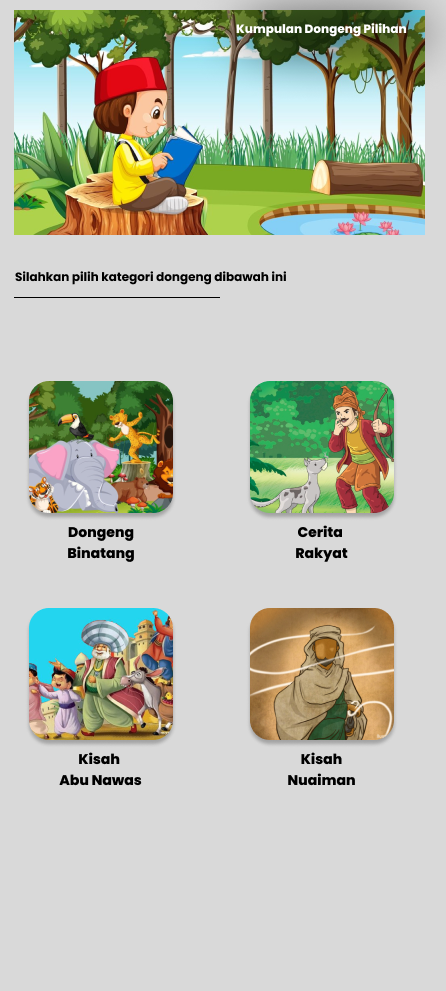 Kumpulan Dongeng Pilihan
Silahkan pilih kategori dongeng dibawah ini
Dongeng
Binatang
Cerita
Rakyat
Kisah
Abu Nawas
Kisah
Nuaiman